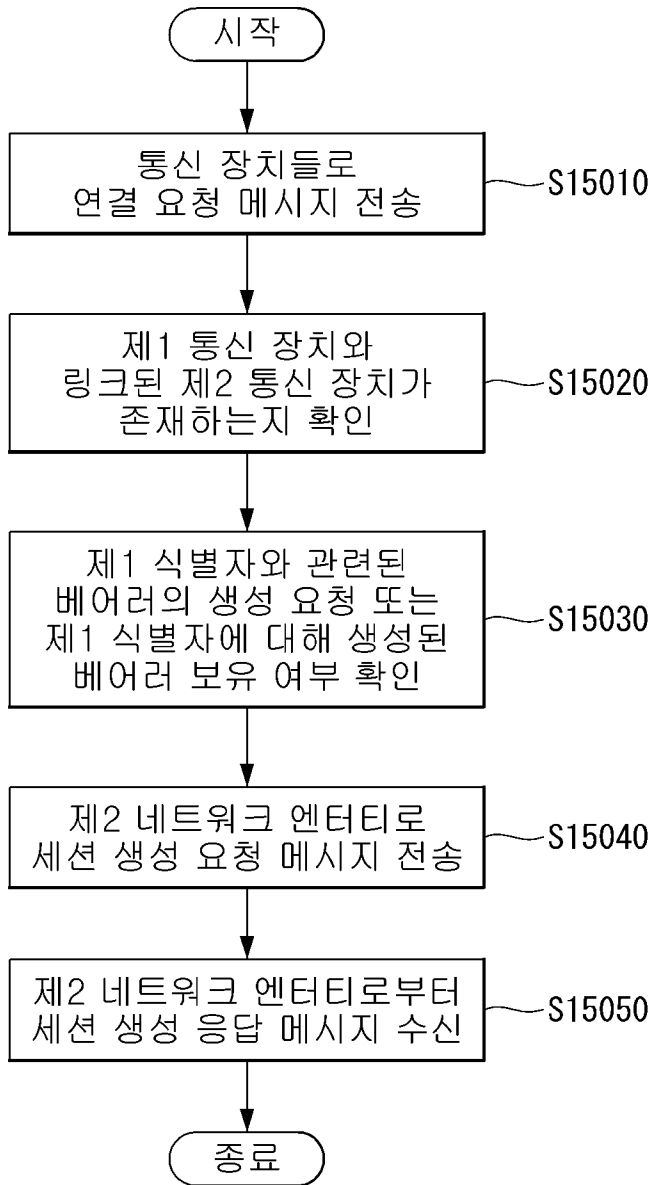 시작
통신 장치들로
연결 요청 메시지 전송
S15010
제1 통신 장치와
링크된 제2 통신 장치가
존재하는지 확인
S15020
제1 식별자와 관련된
베어러의 생성 요청 또는
제1 식별자에 대해 생성된
베어러 보유 여부 확인
S15030
제2 네트워크 엔터티로
세션 생성 요청 메시지 전송
S15040
제2 네트워크 엔터티로부터
세션 생성 응답 메시지 수신
S15050
종료